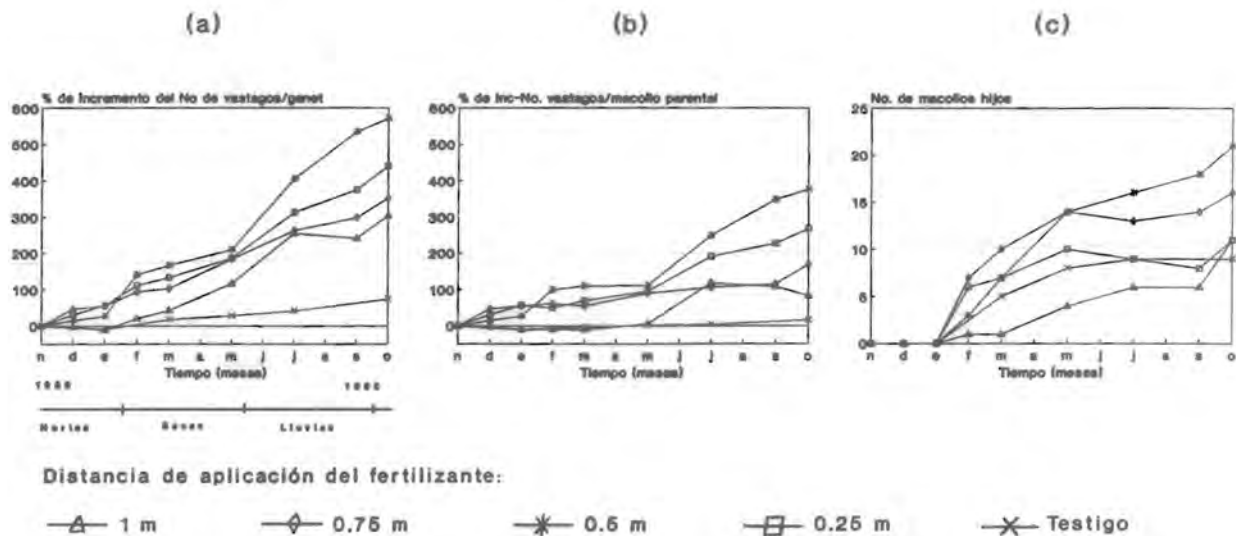 (a)
(b)
(c)
% de Incremento del No de vastagos/genet
% de Inc-No. vastagos/macollo parental
No. de macollos hijos
600
500
400
300
200
100
0
n d e f m a m j j a s o
Tiempo (meses)
600
500
400
300
200
100
0
n d e f m a m j j a s o
Tiempo (meses)
25
20
15
10
5
0
n d e f m a m j j a s o
Tiempo (meses)
Nortes Secas Lluvias
Distancia de aplicación del fertilizante:
1 m
0.75 m
0.5 m
0.25 m
Testigo